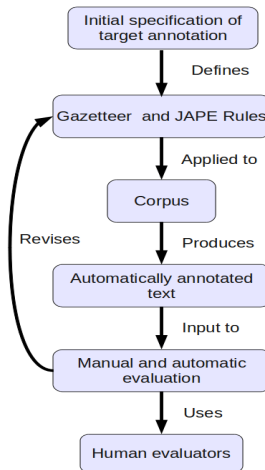 Initial specification of
target annotation
Defines
Gazetteer and JAPE Rules
Applied to
Corpus
Revises
Produces
Automatically annotated
text
Input to
Manual and automatic
evaluation
Uses
Human evaluators